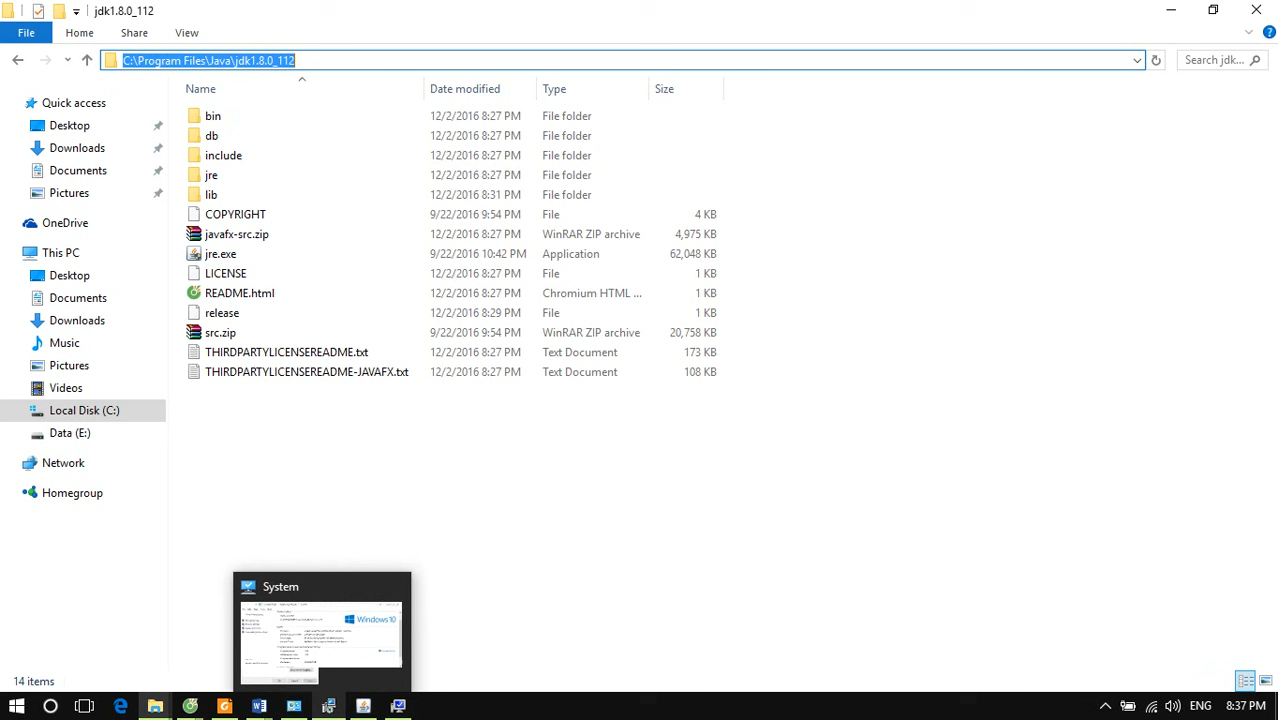 jdk1.8.0_112
File Home Share View
C:\Program Files\Java\jdk1.8.0_112
Search jdk...
Name Date modified Type Size
Quick access
Desktop
Downloads
Documents
Pictures
OneDrive
This PC
Desktop
Documents
Downloads
Music
Pictures
Videos
Local Disk (C:)
Data (E:)
Network
Homegroup
bin 12/2/2016 8:27 PM File folder
db 12/2/2016 8:27 PM File folder
include 12/2/2016 8:27 PM File folder
jre 12/2/2016 8:27 PM File folder
lib 12/2/2016 8:31 PM File folder
COPYRIGHT 9/22/2016 9:54 PM File 4 KB
javafx-src.zip 12/2/2016 8:27 PM WinRAR ZIP archive 4,975 KB
jre.exe 9/22/2016 10:42 PM Application 62,048 KB
LICENSE 12/2/2016 8:27 PM File 1 KB
README.html 12/2/2016 8:27 PM Chromium HTML ... 1 KB
release 12/2/2016 8:29 PM File 1 KB
src.zip 9/22/2016 9:54 PM WinRAR ZIP archive 20,758 KB
THIRDPARTYLICENSEREADME.txt 12/2/2016 8:27 PM Text Document 173 KB
THIRDPARTYLICENSEREADME-JAVAFX.txt 12/2/2016 8:27 PM Text Document 108 KB
System
Windows 10
14 items
ENG 8:37 PM